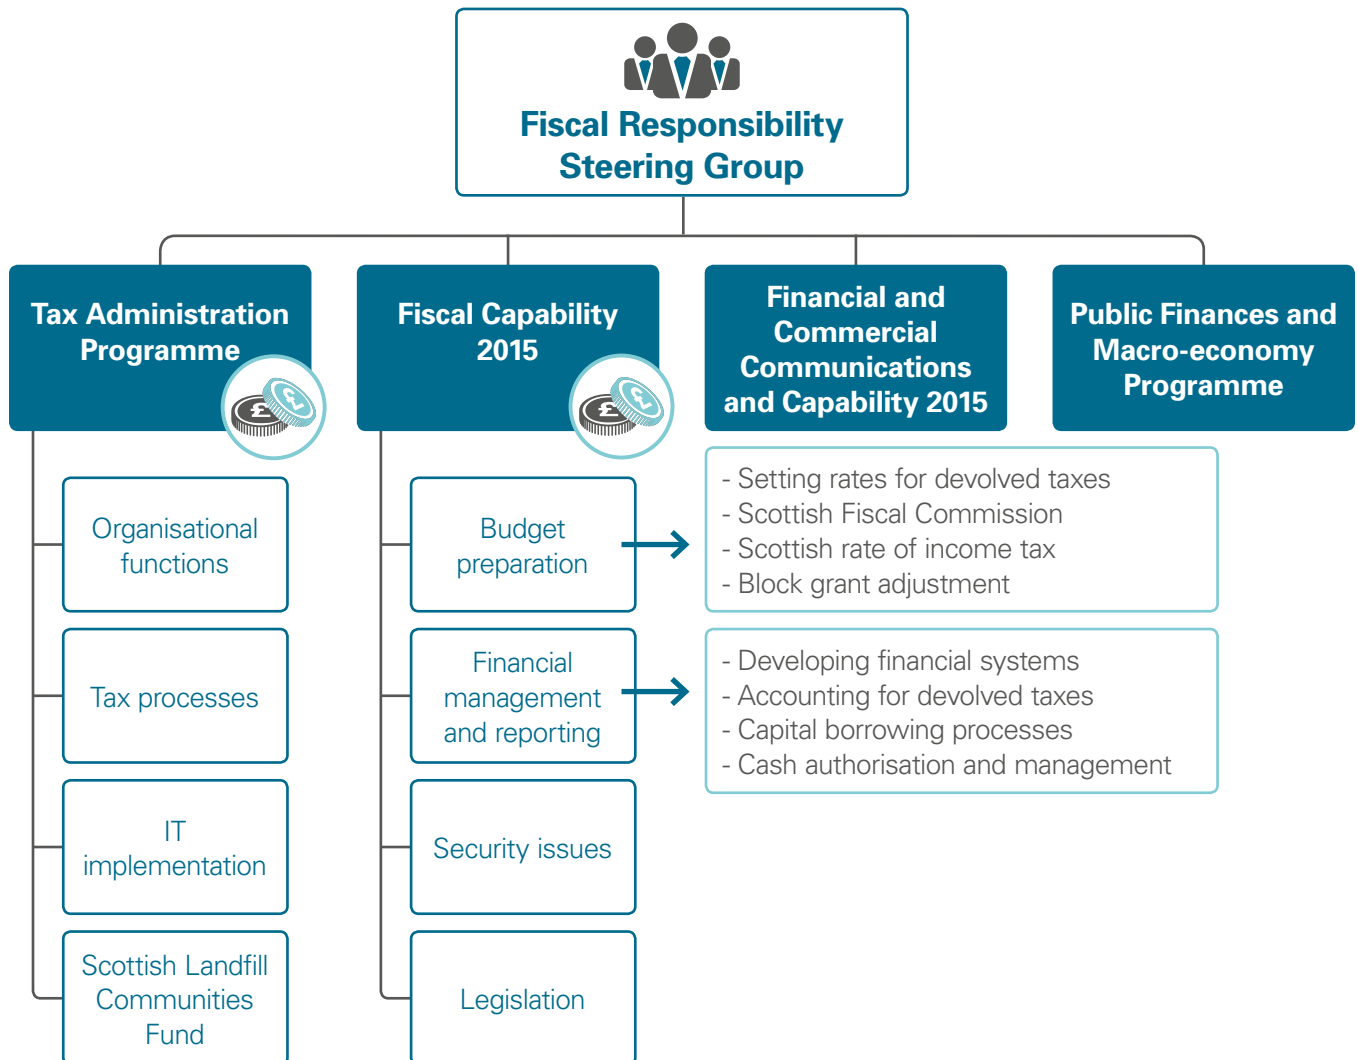 Fiscal Responsibility
Steering Group
Tax Administration
Programme
££
Fiscal Capability
2015
££
Financial and
Commercial
Communications
and Capability 2015
Public Finances and
Macro-economy
Programme
Organisational
functions
Tax processes
IT
implementation
Scottish Landfill
Communities
Fund
Budget
preparation
Financial
management
and reporting
Security issues
Legislation
- Setting rates for devolved taxes
- Scottish Fiscal Commission
- Scottish rate of income tax
- Block grant adjustment
- Developing financial systems
- Accounting for devolved taxes
- Capital borrowing processes
- Cash authorisation and management